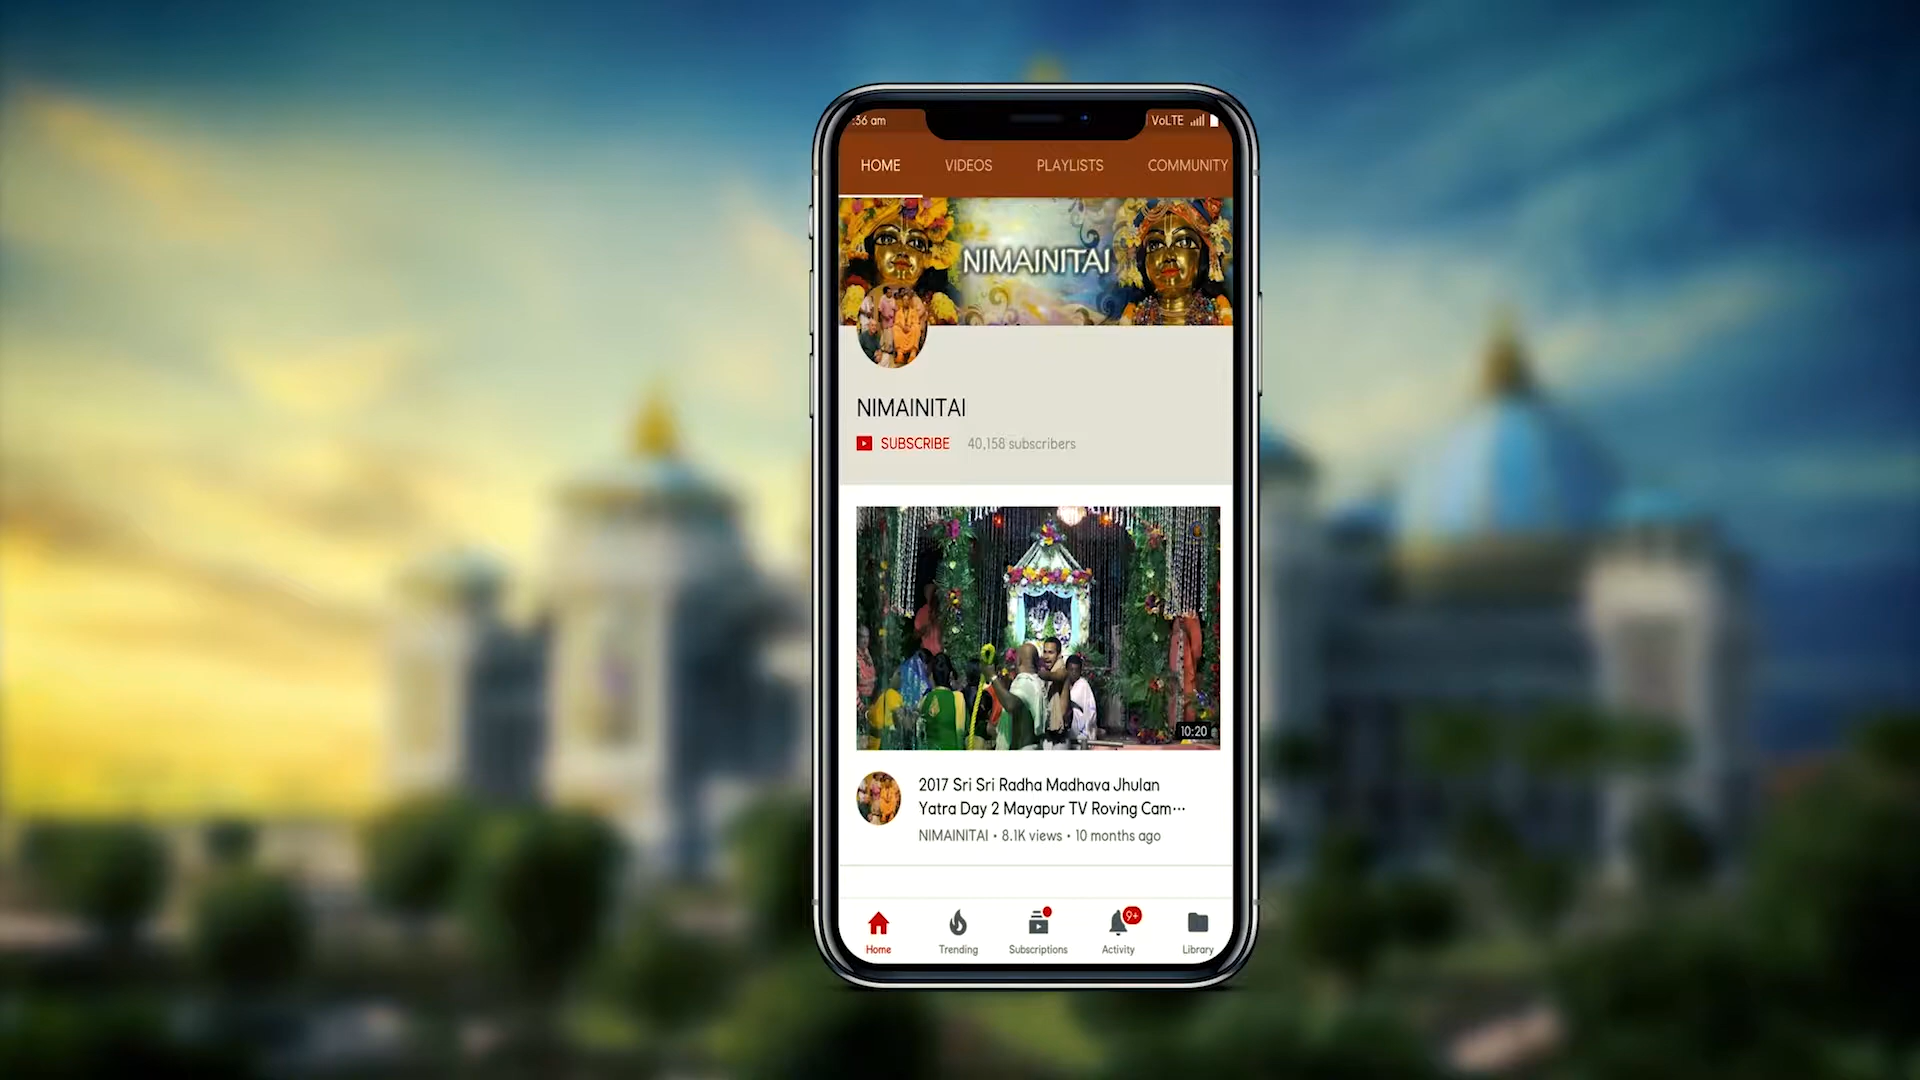 :36 am
VoLTE
HOME VIDEOS PLAYLISTS COMMUNITY
NIMAINITAI
NIMAINITAI
SUBSCRIBE 40,158 subscribers
10:20
2017 Sri Sri Radha Madhava Jhulan
Yatra Day 2 Mayapur TV Roving Cam...
NIMAINITAI • 8.1K views • 10 months ago
9+
Home Trending Subscriptions Activity Library